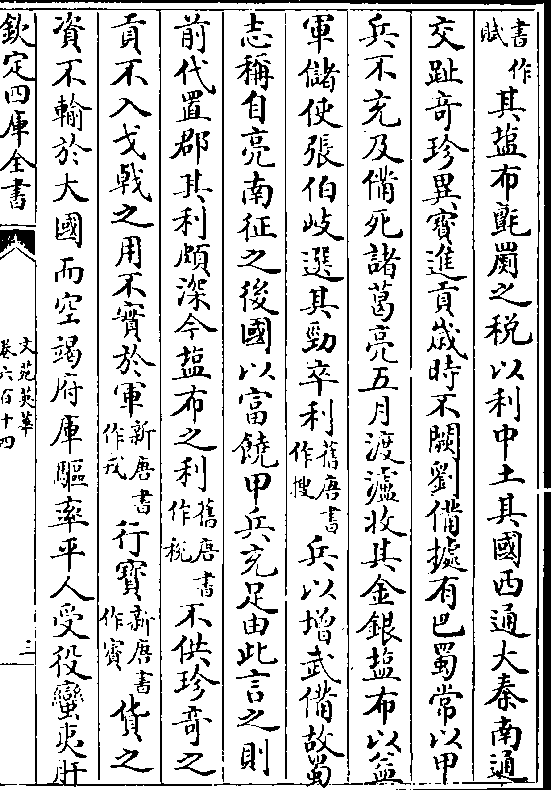 書作賦其鹽布氈罽之税以利中土其國西通大秦南通
交趾奇珍異寳進貢歳時不闕劉備據有巴蜀常以甲
兵不充及備死諸葛亮五月渡瀘收其金銀鹽布以益
軍儲使張伯岐選其勁卒利舊唐書作搜兵以增武備故蜀
志稱自亮南征之後國以富饒甲兵充足由此言之則
前代置郡其利頗深今鹽布之利舊唐書作税不供珍奇之
貢不入戈戟之用不實於軍新唐書作戎行寳新唐書作寳貨之
資不輸於大國而空竭府庫驅率平人受役蠻夷肝
欽定四庫全書
文苑英華
卷六百十四
三